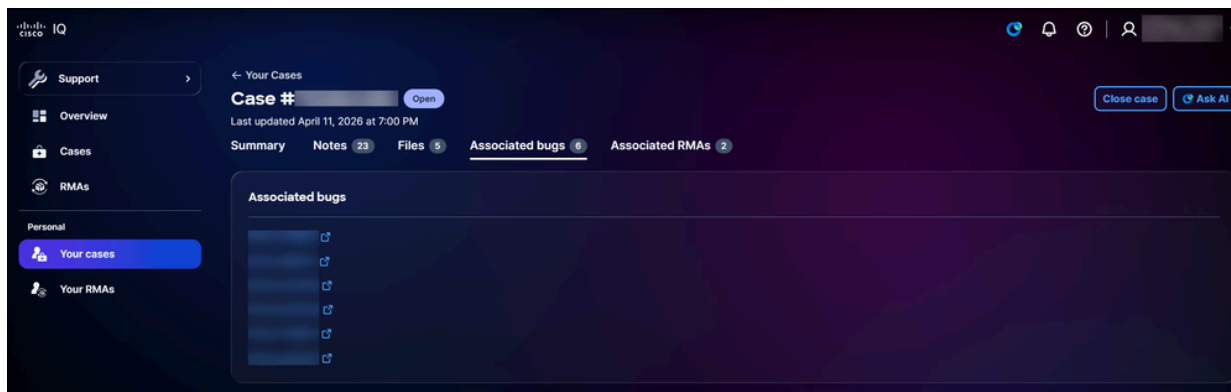 cisco IQ
Support
Overview
Cases
RMAs
Personal
Your cases
Your RMAs
← Your Cases
Case # Open
Last updated April 11, 2026 at 7:00 PM
Close case
Ask AI
Summary Notes 23 Files 5 Associated bugs 6 Associated RMAs 2
Associated bugs